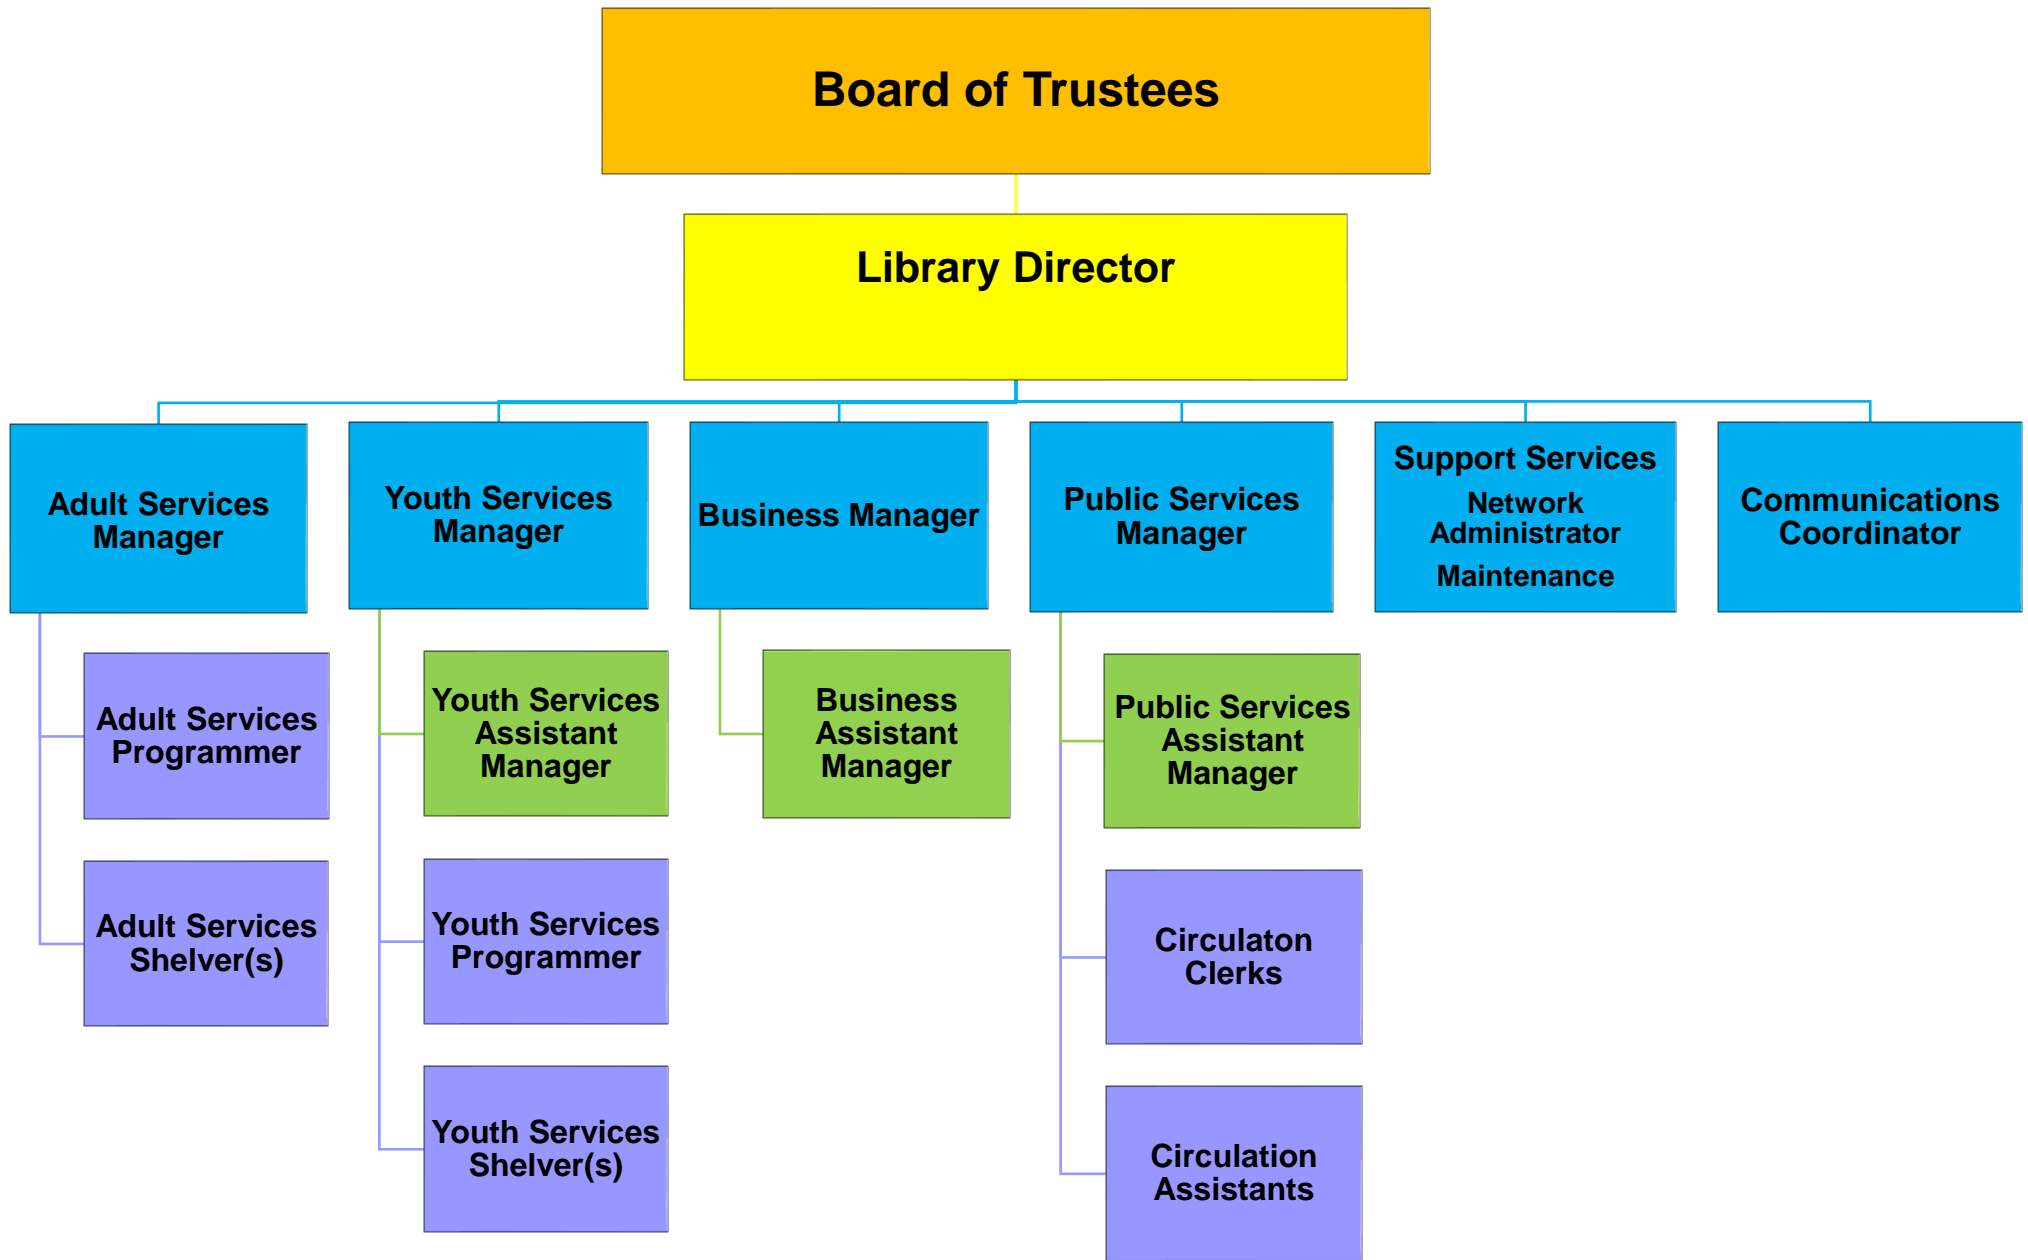 Board of Trustees
Library Director
Adult Services
Manager
Youth Services
Manager
Business Manager
Public Services
Manager
Support Services
Network
Administrator
Maintenance
Communications
Coordinator
Adult Services
Programmer
Youth Services
Assistant
Manager
Business
Assistant
Manager
Public Services
Assistant
Manager
Adult Services
Shelver(s)
Youth Services
Programmer
Circulaton
Clerks
Youth Services
Shelver(s)
Circulation
Assistants